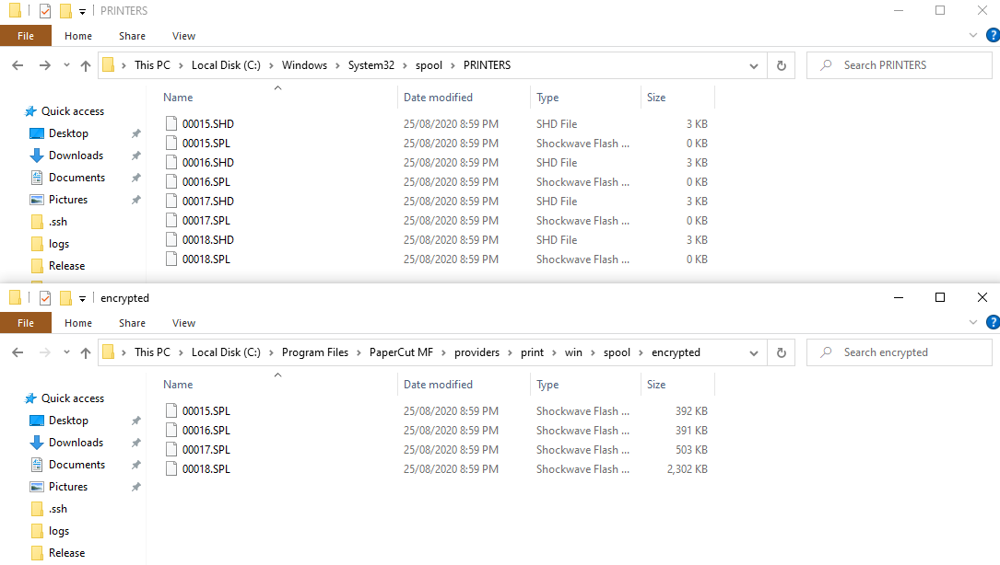 PRINTERS
File Home Share View
This PC Local Disk (C:) Windows System32 spool PRINTERS Search PRINTERS
Name Date modified Type Size
Quick access
Desktop
Downloads
Documents
Pictures
.ssh
logs
Release
00015.SHD 25/08/2020 8:59 PM SHD File 3 KB
00015.SPL 25/08/2020 8:59 PM Shockwave Flash ... 0 KB
00016.SHD 25/08/2020 8:59 PM SHD File 3 KB
00016.SPL 25/08/2020 8:59 PM Shockwave Flash ... 0 KB
00017.SHD 25/08/2020 8:59 PM SHD File 3 KB
00017.SPL 25/08/2020 8:59 PM Shockwave Flash ... 0 KB
00018.SHD 25/08/2020 8:59 PM SHD File 3 KB
00018.SPL 25/08/2020 8:59 PM Shockwave Flash ... 0 KB
encrypted
File Home Share View
This PC Local Disk (C:) Program Files PaperCut MF providers print win spool encrypted Search encrypted
Name Date modified Type Size
Quick access
Desktop
Downloads
Documents
Pictures
.ssh
logs
Release
00015.SPL 25/08/2020 8:59 PM Shockwave Flash ... 392 KB
00016.SPL 25/08/2020 8:59 PM Shockwave Flash ... 391 KB
00017.SPL 25/08/2020 8:59 PM Shockwave Flash ... 503 KB
00018.SPL 25/08/2020 8:59 PM Shockwave Flash ... 2,302 KB